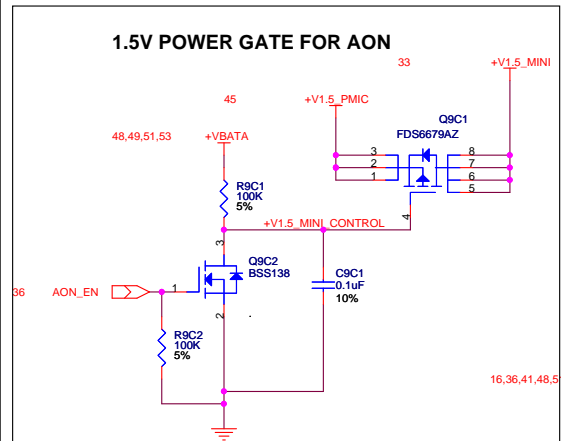 1.5V POWER GATE FOR AON
33
+V1.5_MINI
45
+V1.5_PMIC
Q9C1
FDS6679AZ
48,49,51,53
+VBATA
3
2
1
8
7
6
5
4
R9C1
100K
5%
+V1.5_MINI_CONTROL
3
Q9C2
BSS138
C9C1
0.1uF
10%
36
AON_EN
1
2
R9C2
100K
5%
16,36,41,48,5